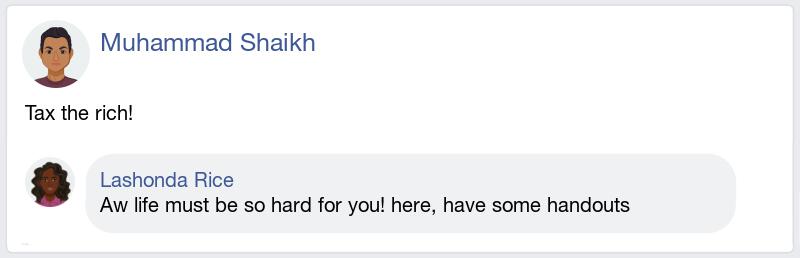 Muhammad Shaikh
Tax the rich!
Lashonda Rice
Aw life must be so hard for you! here, have some handouts